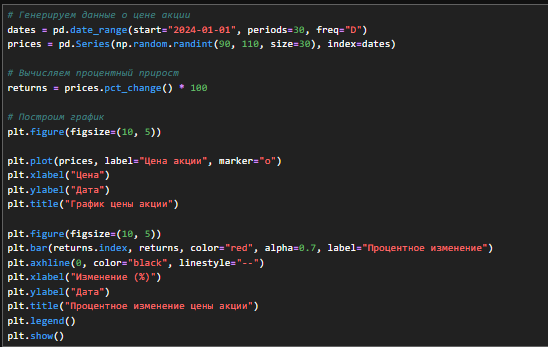 # Генерируем данные о цене акции
dates = pd.date_range(start="2024-01-01", periods=30, freq="D")
prices = pd.Series(np.random.randint(90, 110, size=30), index=dates)
# Вычисляем процентный прирост
returns = prices.pct_change() * 100
# Построим график
plt.figure(figsize=(10, 5))
plt.plot(prices, label="Цена акции", marker="o")
plt.xlabel("Цена")
plt.ylabel("Дата")
plt.title("График цены акции")
plt.figure(figsize=(10, 5))
plt.bar(returns.index, returns, color="red", alpha=0.7, label="Процентное изменение")
plt.axhline(0, color="black", linestyle="--")
plt.xlabel("Изменение (%)")
plt.ylabel("Дата")
plt.title("Процентное изменение цены акции")
plt.legend()
plt.show()